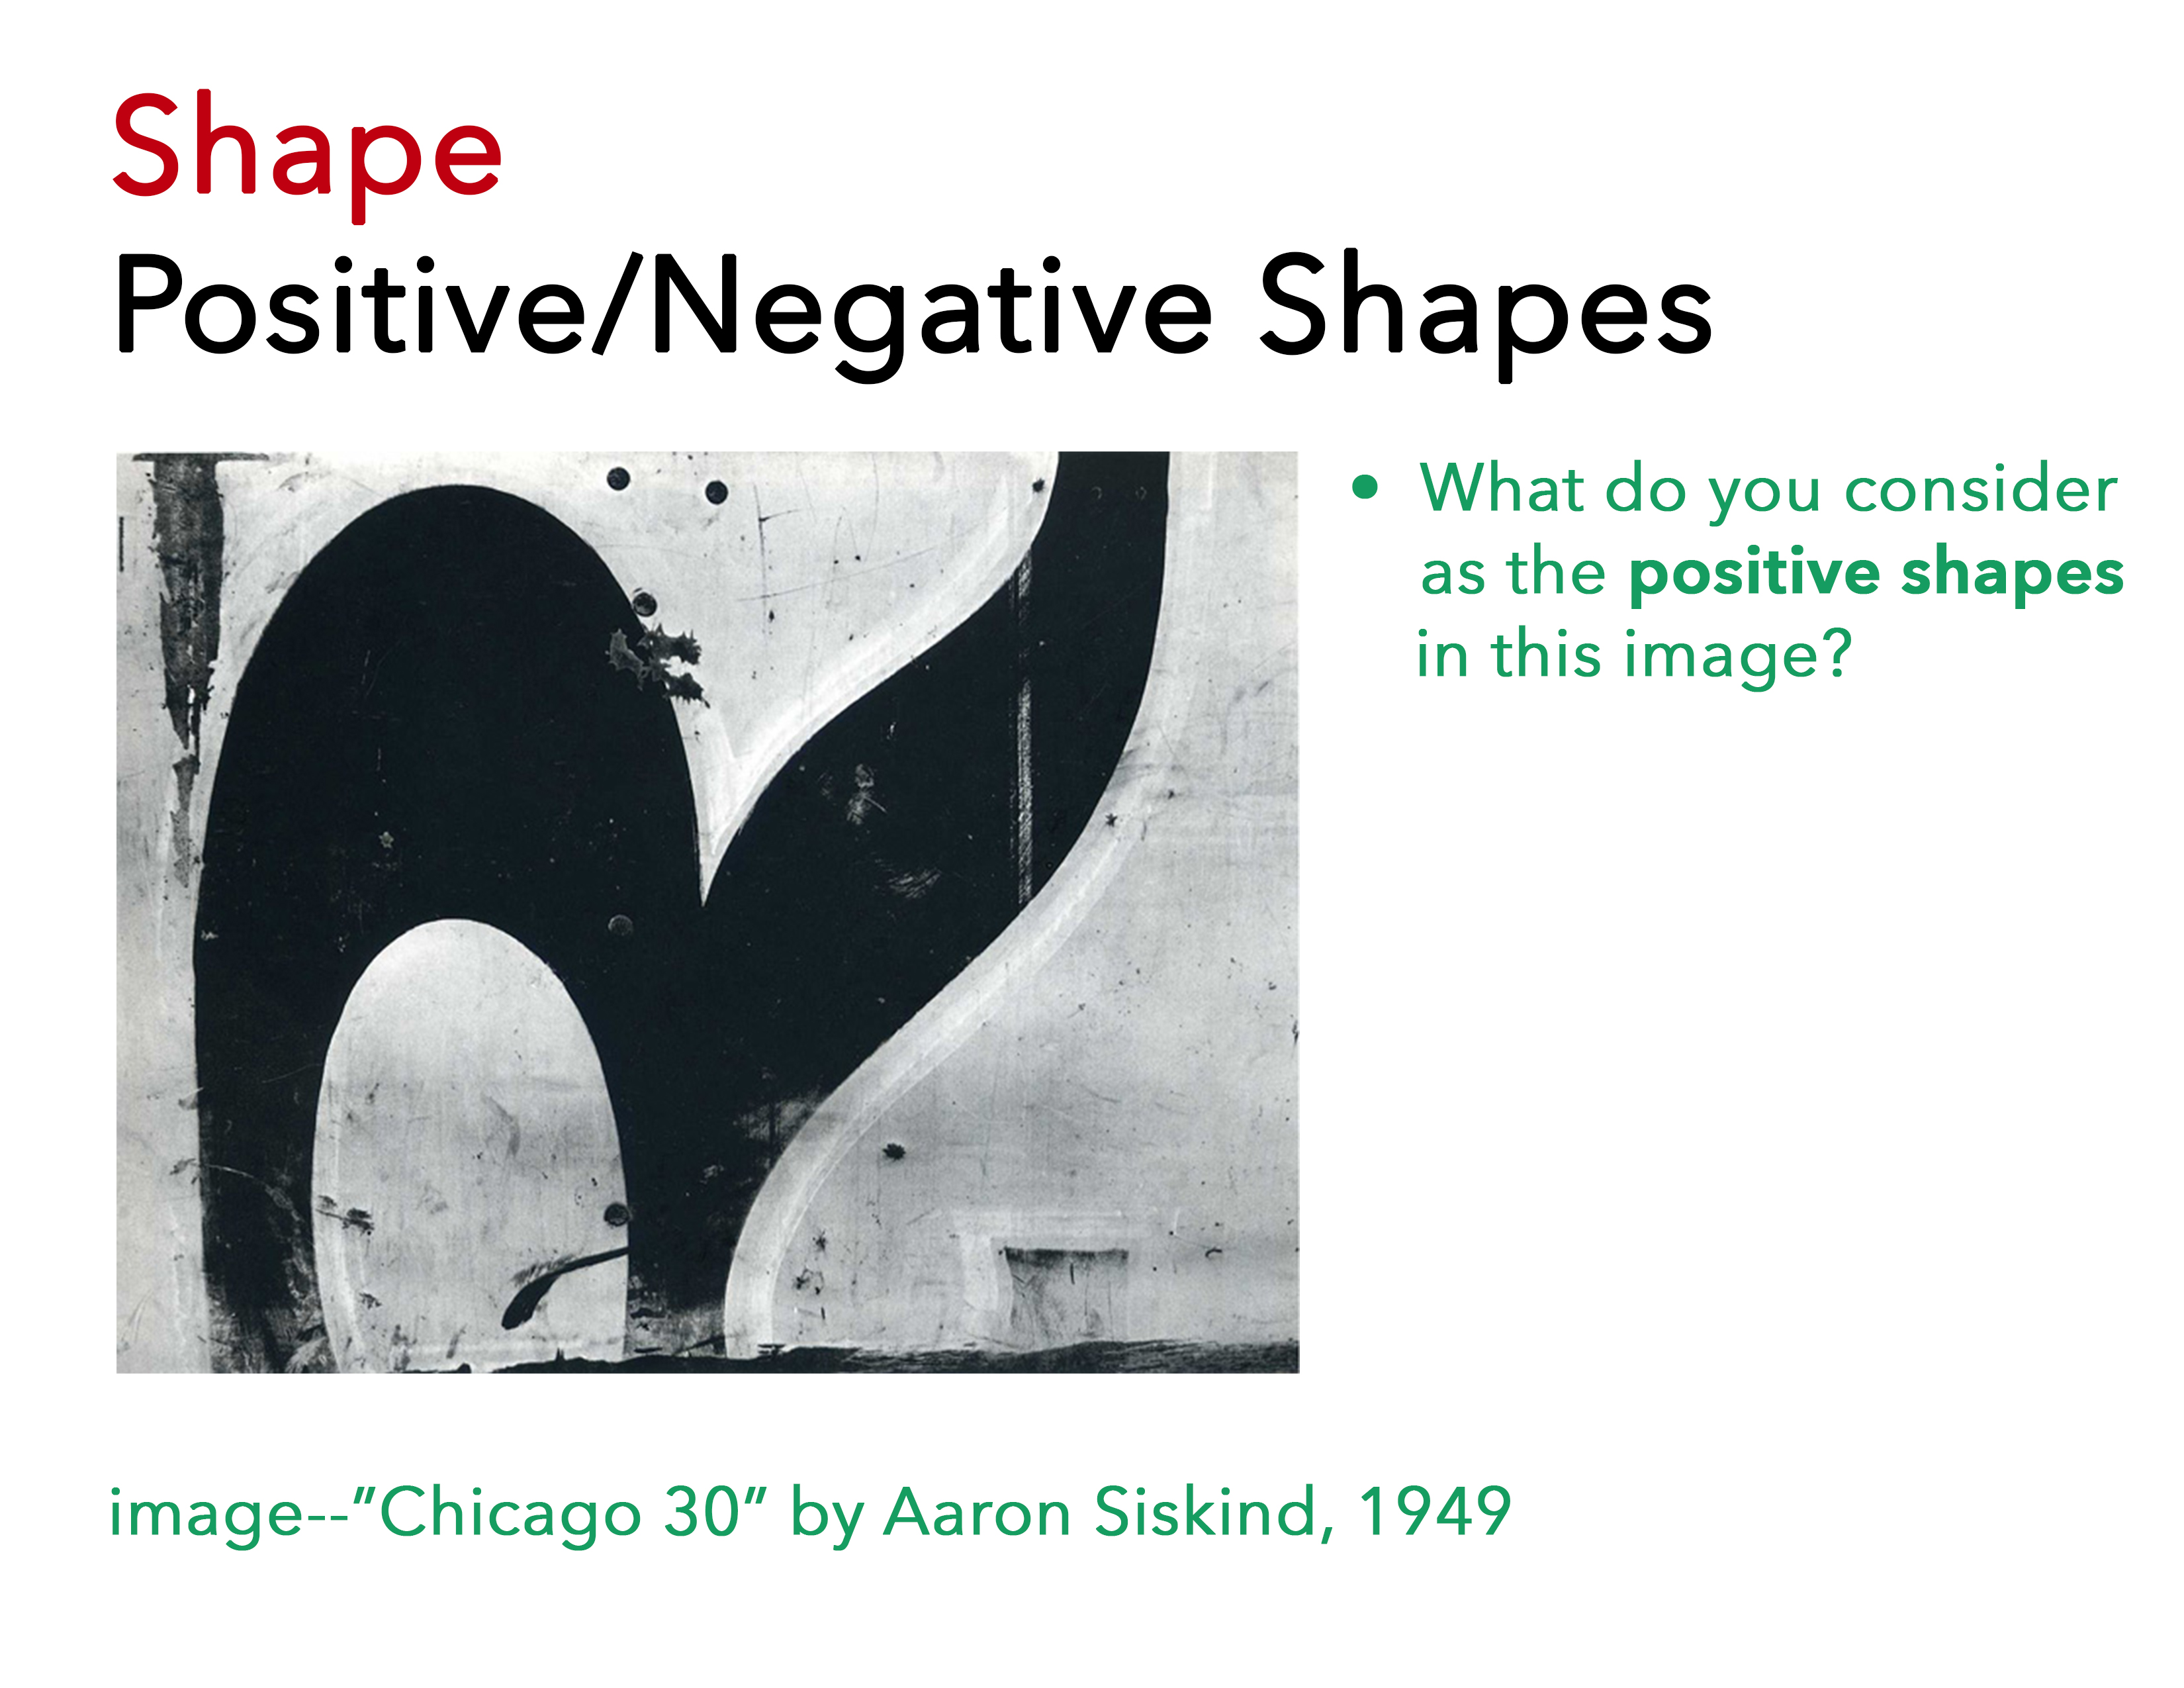 Shape
Positive/Negative Shapes
• What do you consider
as the positive shapes
in this image?
image--"Chicago 30" by Aaron Siskind, 1949